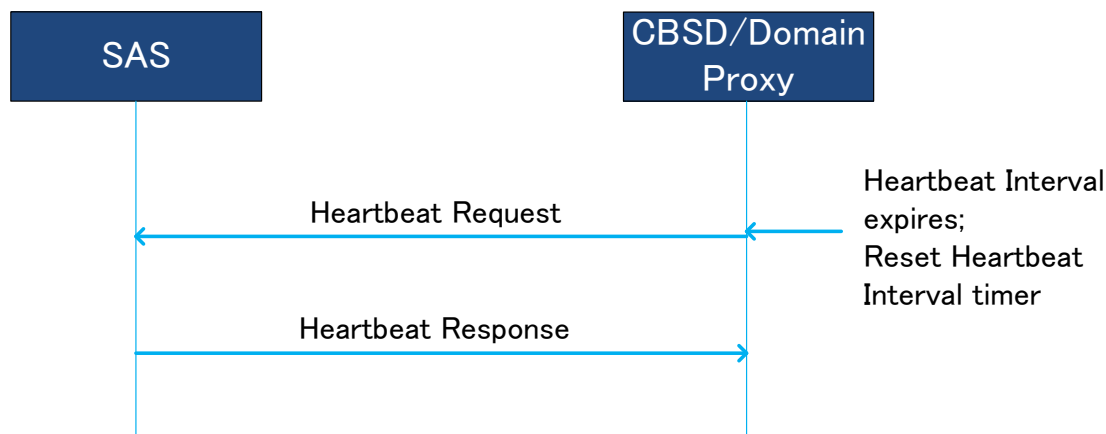 SAS
CBSD/Domain
Proxy
Heartbeat Interval
expires;
Reset Heartbeat
Interval timer
Heartbeat Request
Heartbeat Response